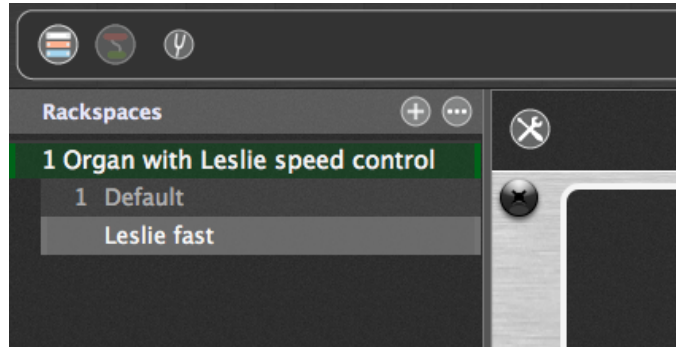 Rackspaces
1 Organ with Leslie speed control
1 Default
Leslie fast